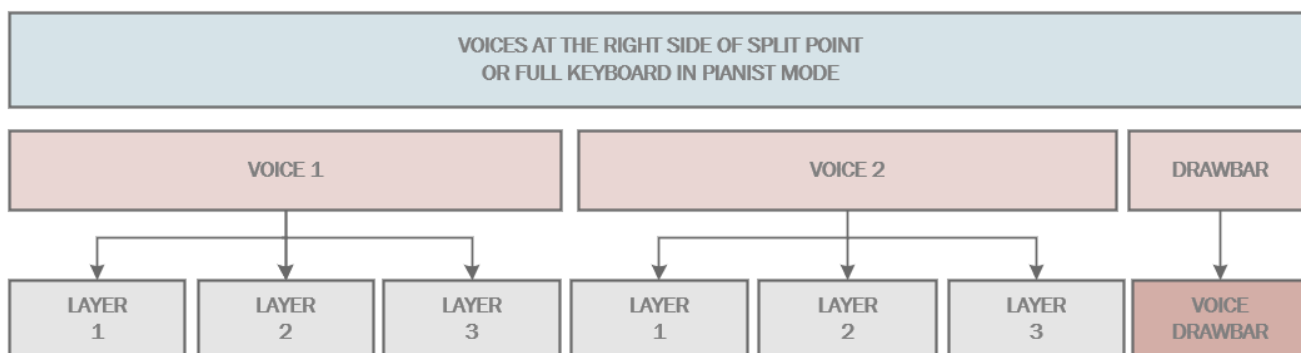 VOICES AT THE RIGHT SIDE OF SPLIT POINT
OR FULL KEYBOARD IN PIANIST MODE
VOICE 1
VOICE 2
DRAWBAR
LAYER
1
LAYER
2
LAYER
3
LAYER
1
LAYER
2
LAYER
3
VOICE
DRAWBAR